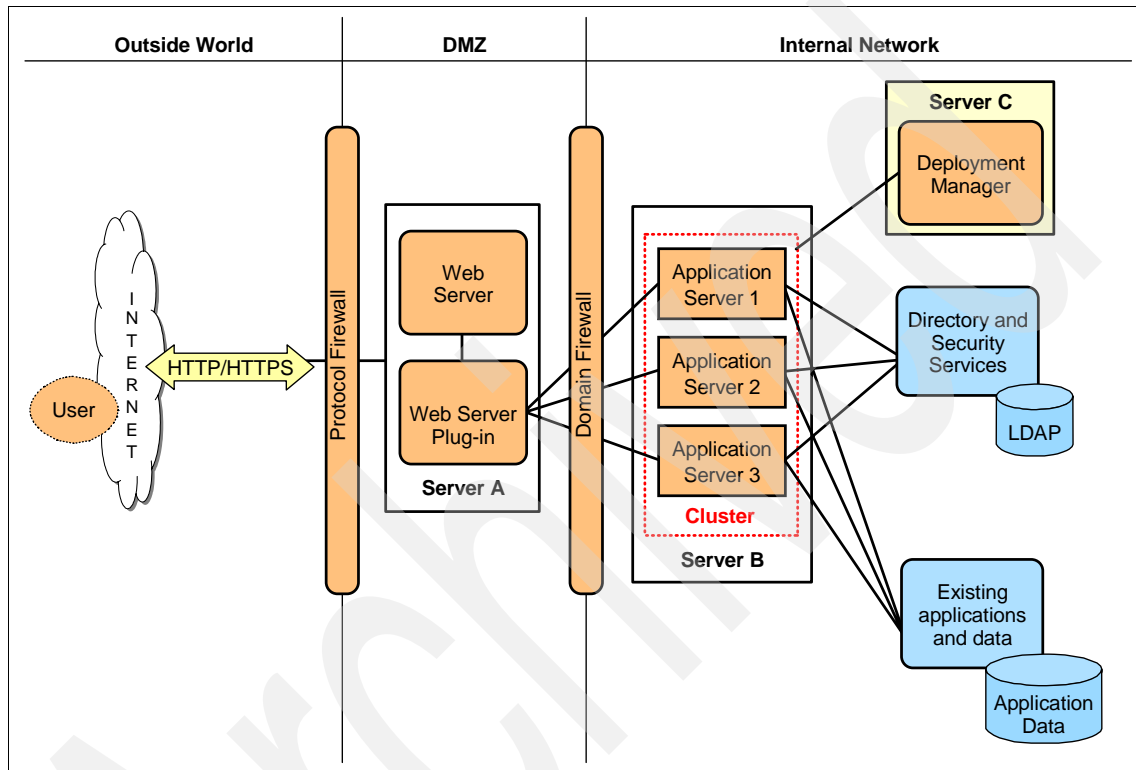 Outside World
DMZ
Internal Network
Server C
Deployment
Manager
Protocol Firewall
Domain Firewall
INTERNET
HTTP/HTTPS
User
Web
Server
Web Server
Plug-in
Server A
Application
Server 1
Application
Server 2
Application
Server 3
Cluster
Server B
Directory and
Security
Services
LDAP
Existing
applications
and data
Application
Data
Archived